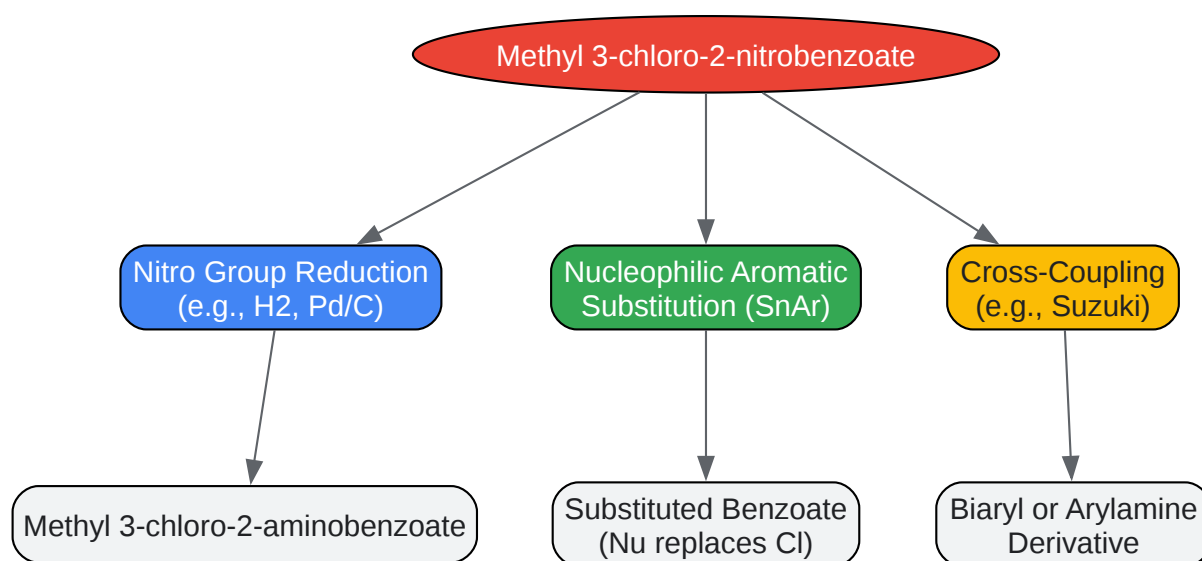 Methyl 3-chloro-2-nitrobenzoate
Nitro Group Reduction
(e.g., H2, Pd/C)
Nucleophilic Aromatic
Substitution (SnAr)
Cross-Coupling
(e.g., Suzuki)
Methyl 3-chloro-2-aminobenzoate
Substituted Benzoate
(Nu replaces Cl)
Biaryl or Arylamine
Derivative